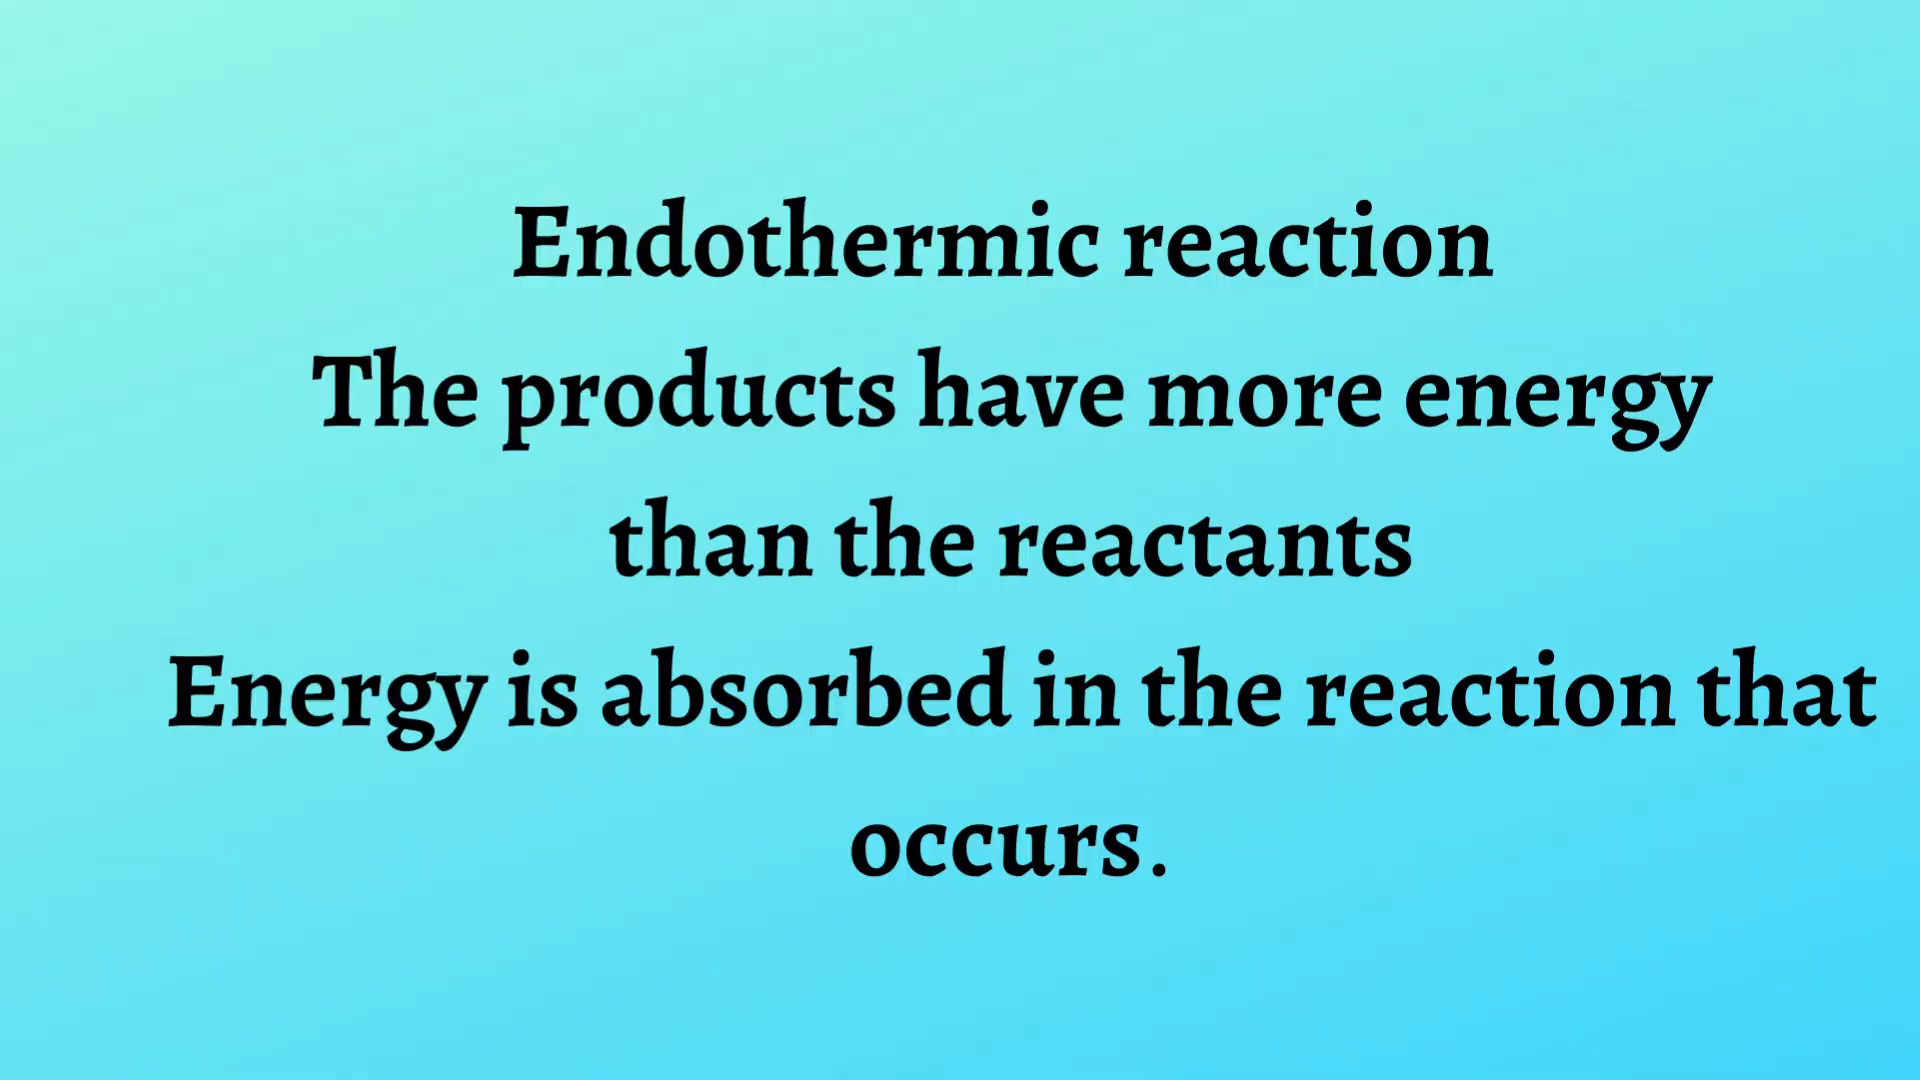 Endothermic reaction
The products have more energy
than the reactants
Energy is absorbed in the reaction that
occurs.